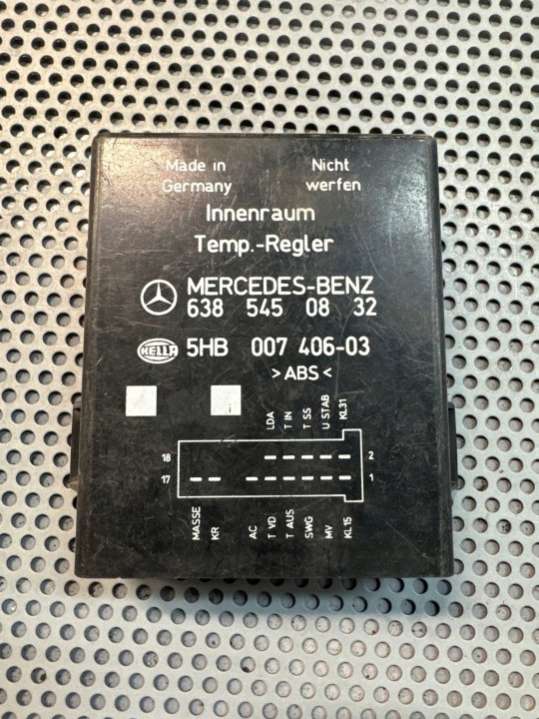 Made in Nicht
Germany werfen
Innenraum
Temp.-Regler
MERCEDES-BENZ
638 545 08 32
HELLA 5HB 007 406-03
>ABS<
LDA T IN T SS U STAB KL31
18 2
17 1
MASSE KR AC T VD T AUS SWG MV KL15